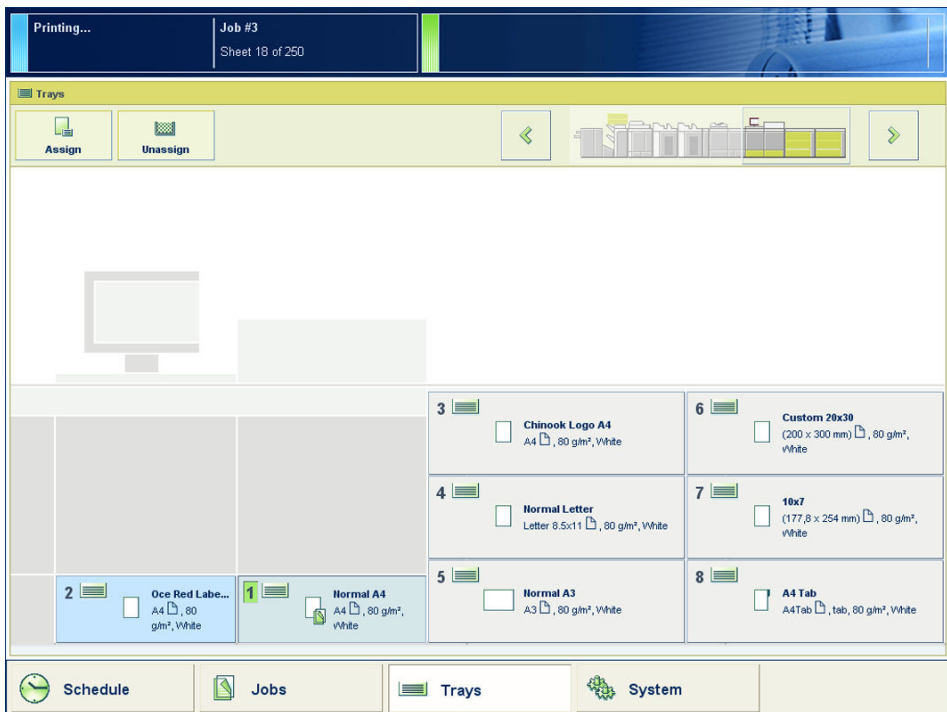 Printing...
Job #3
Sheet 18 of 250
Trays
Assign
Unassign
3
Chinook Logo A4
A4 , 80 g/m², White
6
Custom 20x30
(200 x 300 mm) , 80 g/m²,
White
4
Normal Letter
Letter 8.5x11 , 80 g/m², White
7
10x7
(177,8 x 254 mm) , 80 g/m²,
White
2
Oce Red Labe...
A4 , 80
g/m², White
1
Normal A4
A4 , 80 g/m²,
White
5
Normal A3
A3 , 80 g/m², White
8
A4 Tab
A4Tab , tab, 80 g/m², White
Schedule
Jobs
Trays
System